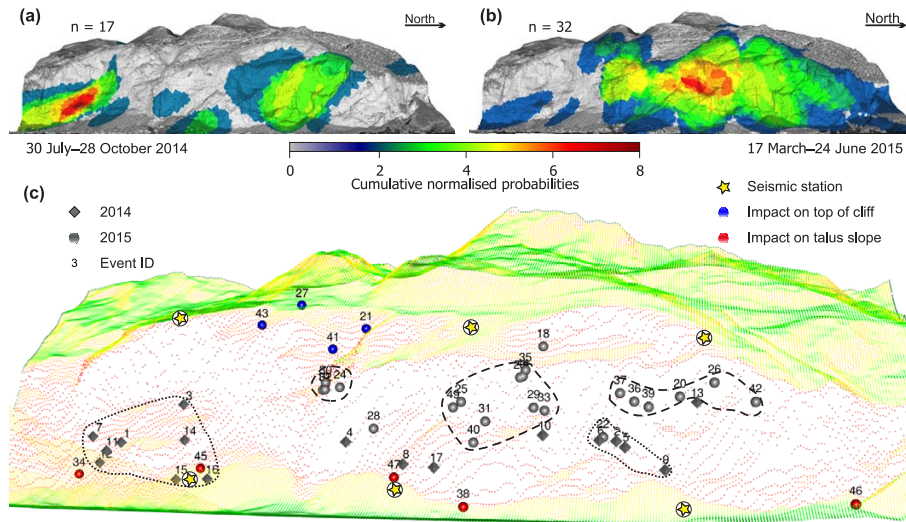 (a)
n = 17
North
(b)
n = 32
North
30 July–28 October 2014
17 March–24 June 2015
0 2 4 6 8
Cumulative normalised probabilities
(c)
2014
2015
3 Event ID
Seismic station
Impact on top of cliff
Impact on talus slope
27
43
21
41
18
35
24
26
37
36
39
20
13
42
25
49
29
33
31
40
10
28
4
3
7
1
11
14
45
34
15
16
8
17
47
38
22
9
46